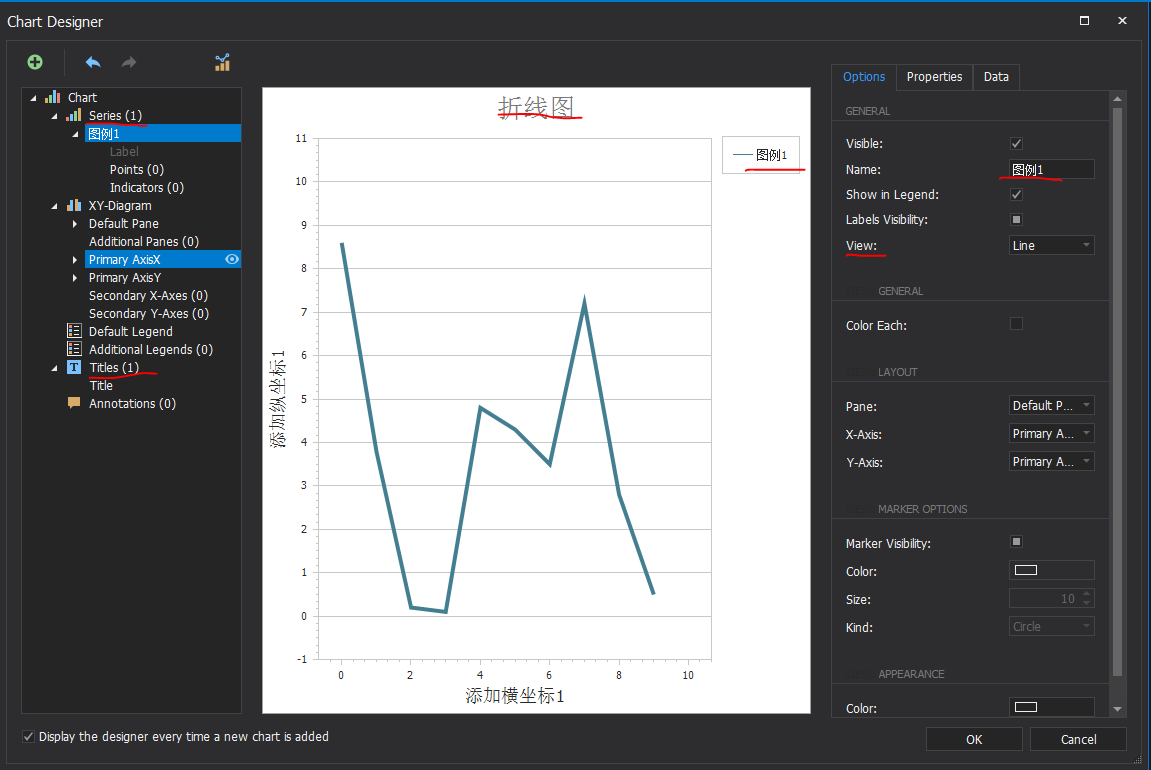 Chart Designer
Chart
Series (1)
图例1
Label
Points (0)
Indicators (0)
XY-Diagram
Default Pane
Additional Panes (0)
Primary AxisX
Primary AxisY
Secondary X-Axes (0)
Secondary Y-Axes (0)
Default Legend
Additional Legends (0)
T Titles (1)
Title
Annotations (0)
折线图
11
10
9
8
7
6
5
4
3
2
1
0
-1
添加纵坐标1
0 2 4 6 8 10
添加横坐标1
图例1
Options Properties Data
GENERAL
Visible:
Name: 图例1
Show in Legend:
Labels Visibility:
View: Line
GENERAL
Color Each:
LAYOUT
Pane: Default P...
X-Axis: Primary A...
Y-Axis: Primary A...
MARKER OPTIONS
Marker Visibility:
Color:
Size: 10
Kind: Circle
APPEARANCE
Color:
Display the designer every time a new chart is added
OK Cancel